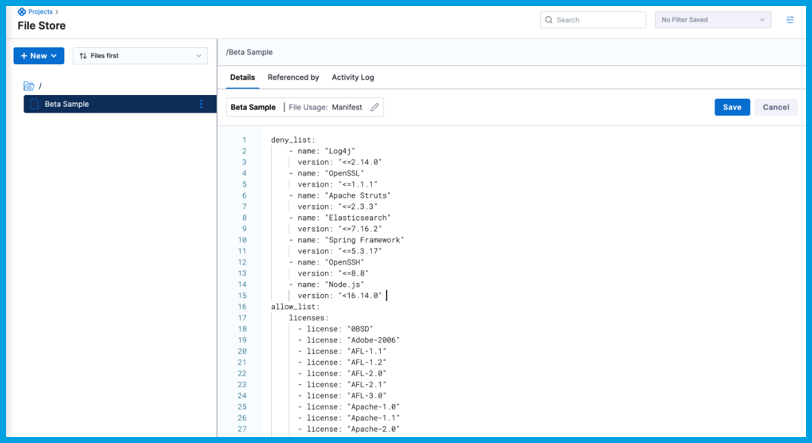 Projects >
File Store
Search
No Filter Saved
+ New
Files first
/
Beta Sample
/Beta Sample
Details Referenced by Activity Log
Beta Sample | File Usage: Manifest
Save Cancel
1 deny_list:
2 - name: "Log4j"
3 version: "<=2.14.0"
4 - name: "OpenSSL"
5 version: "<=1.1.1"
6 - name: "Apache Struts"
7 version: "<=2.3.3"
8 - name: "Elasticsearch"
9 version: "<=7.16.2"
10 - name: "Spring Framework"
11 version: "<=5.3.17"
12 - name: "OpenSSH"
13 version: "<=8.8"
14 - name: "Node.js"
15 version: "<16.14.0"
16 allow_list:
17 licenses:
18 - license: "0BSD"
19 - license: "Adobe-2006"
20 - license: "AFL-1.1"
21 - license: "AFL-1.2"
22 - license: "AFL-2.0"
23 - license: "AFL-2.1"
24 - license: "AFL-3.0"
25 - license: "Apache-1.0"
26 - license: "Apache-1.1"
27 - license: "Apache-2.0"